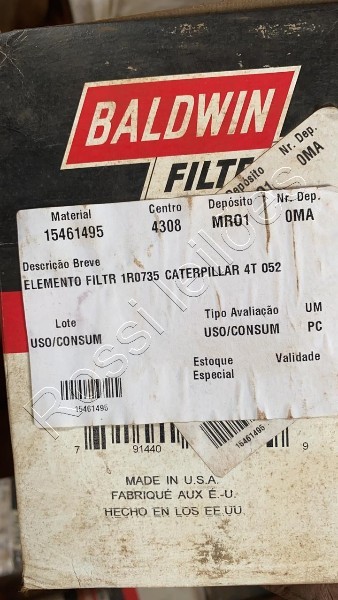 BALDWIN
FILTE
Depósito Nr. Dep.
01 0MA
Material Centro Depósito Nr. Dep.
15461495 4308 MR01 0MA
Descrição Breve
ELEMENTO FILTR 1R0735 CATERPILLAR 4T 052
Lote Tipo Avaliação UM
USO/CONSUM USO/CONSUM PC
Estoque Validade
Especial
15461495
15461495
7 91440 9
MADE IN U.S.A.
FABRIQUÉ AUX É.-U.
HECHO EN LOS EE.UU.
Rossi leilões